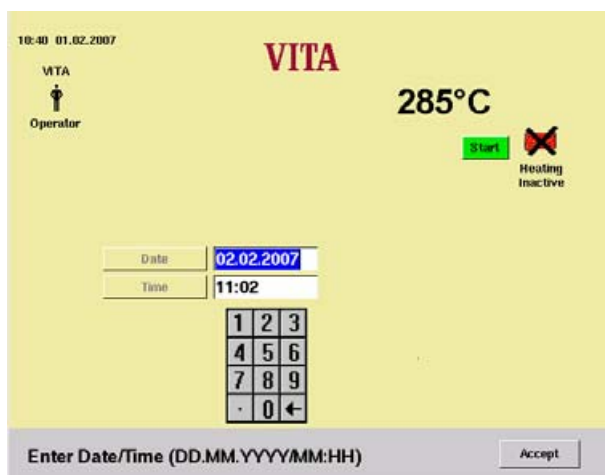 10:40 01.02.2007
VITA
VITA
Operator
285°C
Start
Heating
Inactive
Date 02.02.2007
Time 11:02
1 2 3
4 5 6
7 8 9
. 0 ←
Enter Date/Time (DD.MM.YYYY/MM:HH) Accept